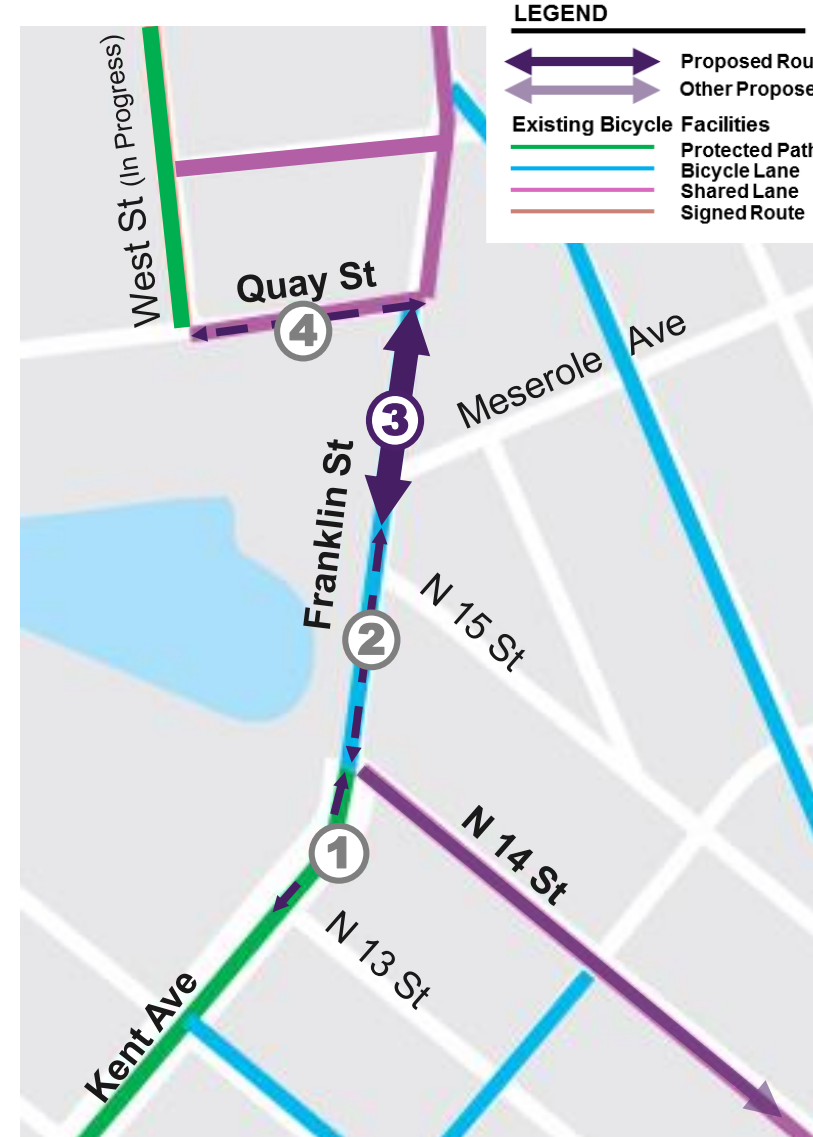 LEGEND
Proposed Rou
Other Propose
Existing Bicycle Facilities
Protected Path
Bicycle Lane
Shared Lane
Signed Route
West St (In Progress)
Quay St
4
Meserole Ave
3
Franklin St
N 15 St
2
N 14 St
1
N 13 St
Kent Ave